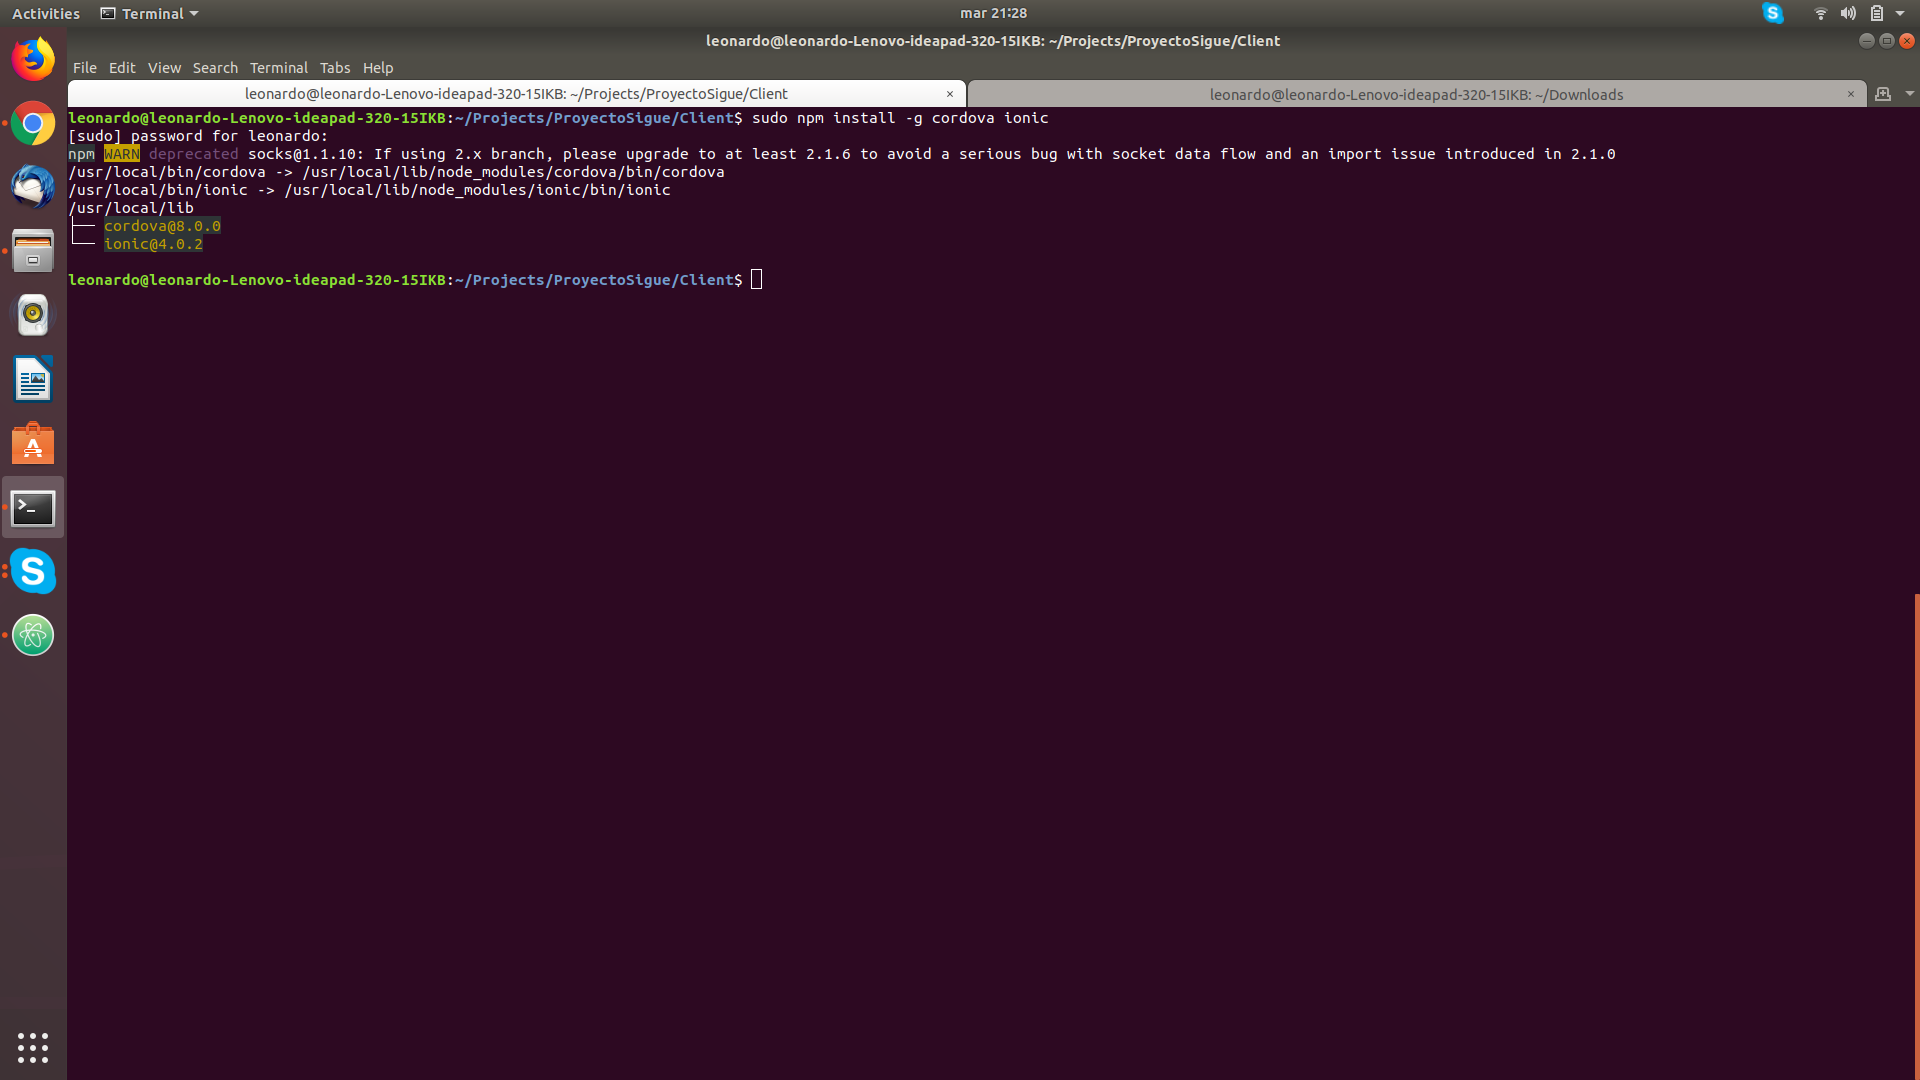 Activities Terminal mar 21:28
leonardo@leonardo-Lenovo-ideapad-320-15IKB: ~/Projects/ProyectoSigue/Client
File Edit View Search Terminal Tabs Help
leonardo@leonardo-Lenovo-ideapad-320-15IKB: ~/Projects/ProyectoSigue/Client × leonardo@leonardo-Lenovo-ideapad-320-15IKB: ~/Downloads ×
leonardo@leonardo-Lenovo-ideapad-320-15IKB:~/Projects/ProyectoSigue/Client$ sudo npm install -g cordova ionic
[sudo] password for leonardo:
npm WARN deprecated socks@1.1.10: If using 2.x branch, please upgrade to at least 2.1.6 to avoid a serious bug with socket data flow and an import issue introduced in 2.1.0
/usr/local/bin/cordova -> /usr/local/lib/node_modules/cordova/bin/cordova
/usr/local/bin/ionic -> /usr/local/lib/node_modules/ionic/bin/ionic
/usr/local/lib
├── cordova@8.0.0
└── ionic@4.0.2
leonardo@leonardo-Lenovo-ideapad-320-15IKB:~/Projects/ProyectoSigue/Client$